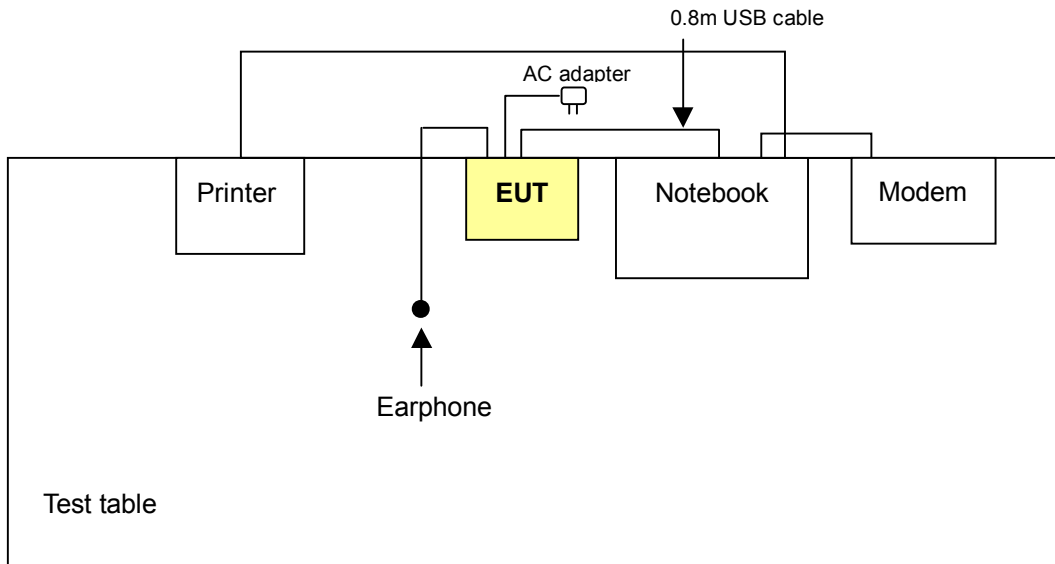 0.8m USB cable
AC adapter
Printer
EUT
Notebook
Modem
Earphone
Test table